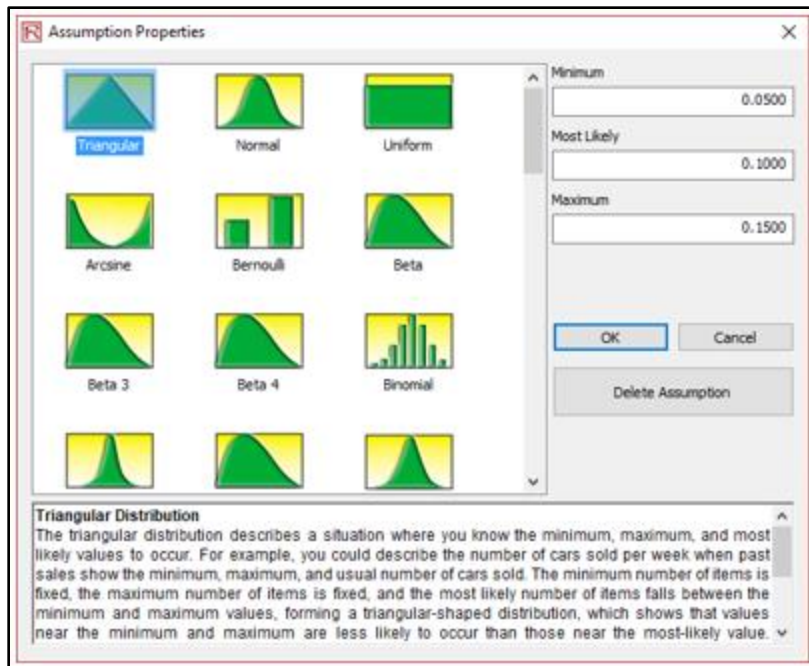 Assumption Properties
Triangular
Normal
Uniform
Arcsine
Bernoulli
Beta
Beta 3
Beta 4
Binomial
Minimum
0.0500
Most Likely
0.1000
Maximum
0.1500
OK
Cancel
Delete Assumption
Triangular Distribution
The triangular distribution describes a situation where you know the minimum, maximum, and most
likely values to occur. For example, you could describe the number of cars sold per week when past
sales show the minimum, maximum, and usual number of cars sold. The minimum number of items is
fixed, the maximum number of items is fixed, and the most likely number of items falls between the
minimum and maximum values, forming a triangular-shaped distribution, which shows that values
near the minimum and maximum are less likely to occur than those near the most-likely value.